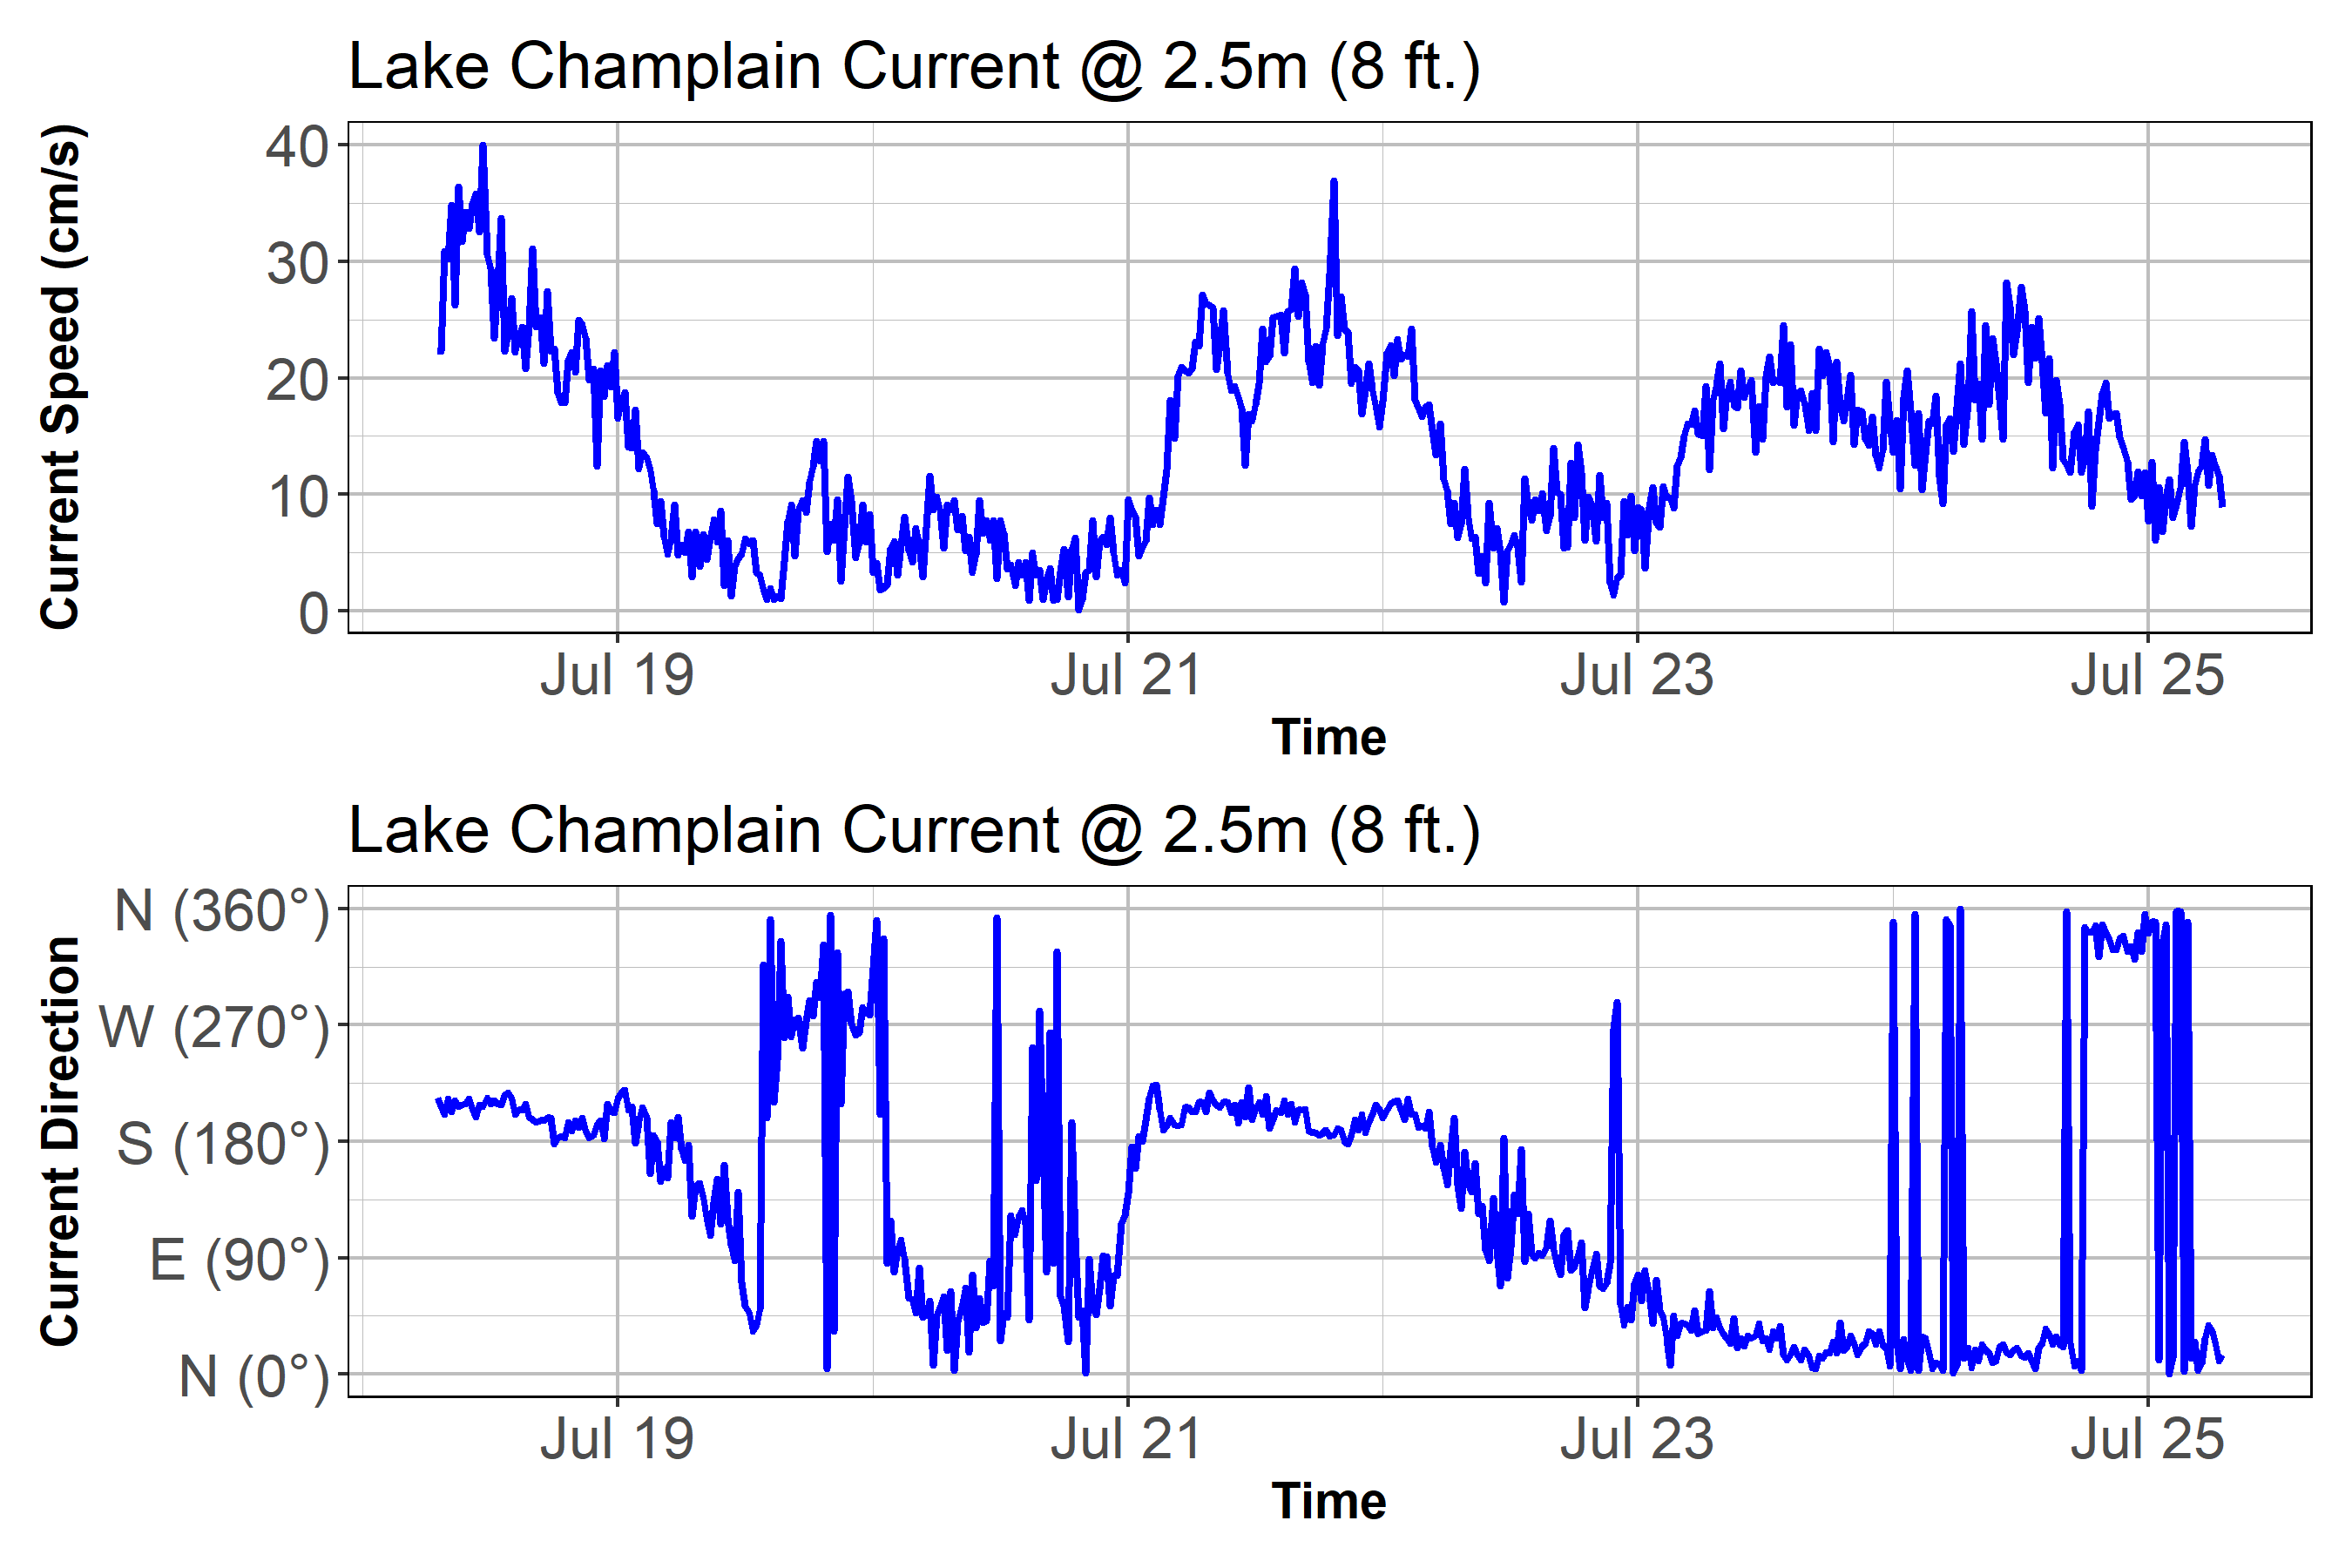 Lake Champlain Current @ 2.5m (8 ft.)
Current Speed (cm/s)
40
30
20
10
0
Jul 19 Jul 21 Jul 23 Jul 25
Time
Lake Champlain Current @ 2.5m (8 ft.)
Current Direction
N (360°)
W (270°)
S (180°)
E (90°)
N (0°)
Jul 19 Jul 21 Jul 23 Jul 25
Time